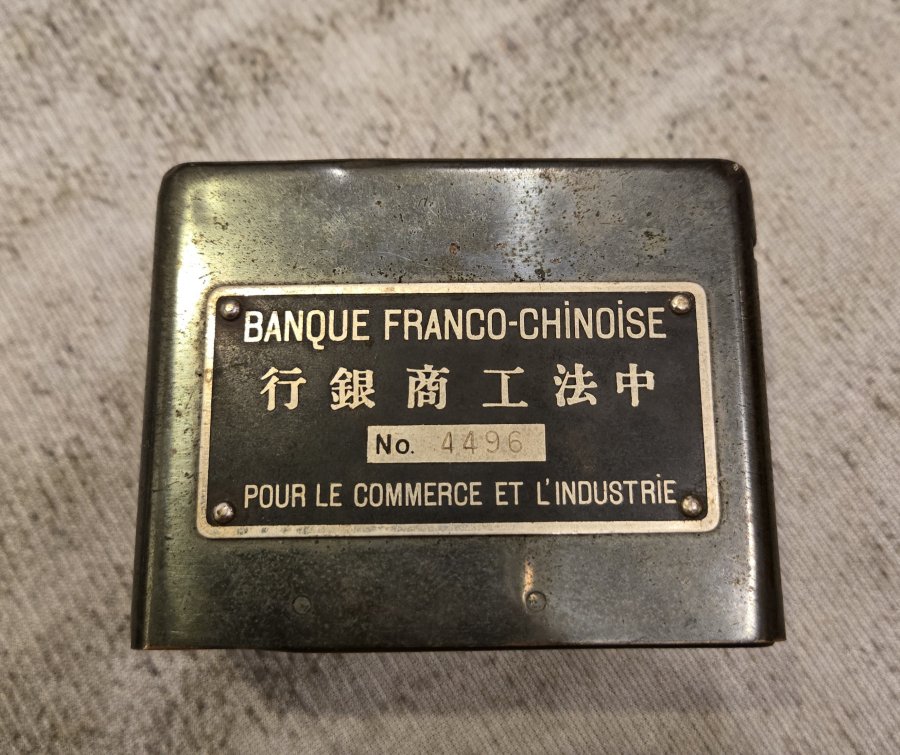 BANQUE FRANCO-CHINOISE
中法工商銀行
No. 4496
POUR LE COMMERCE ET L'INDUSTRIE